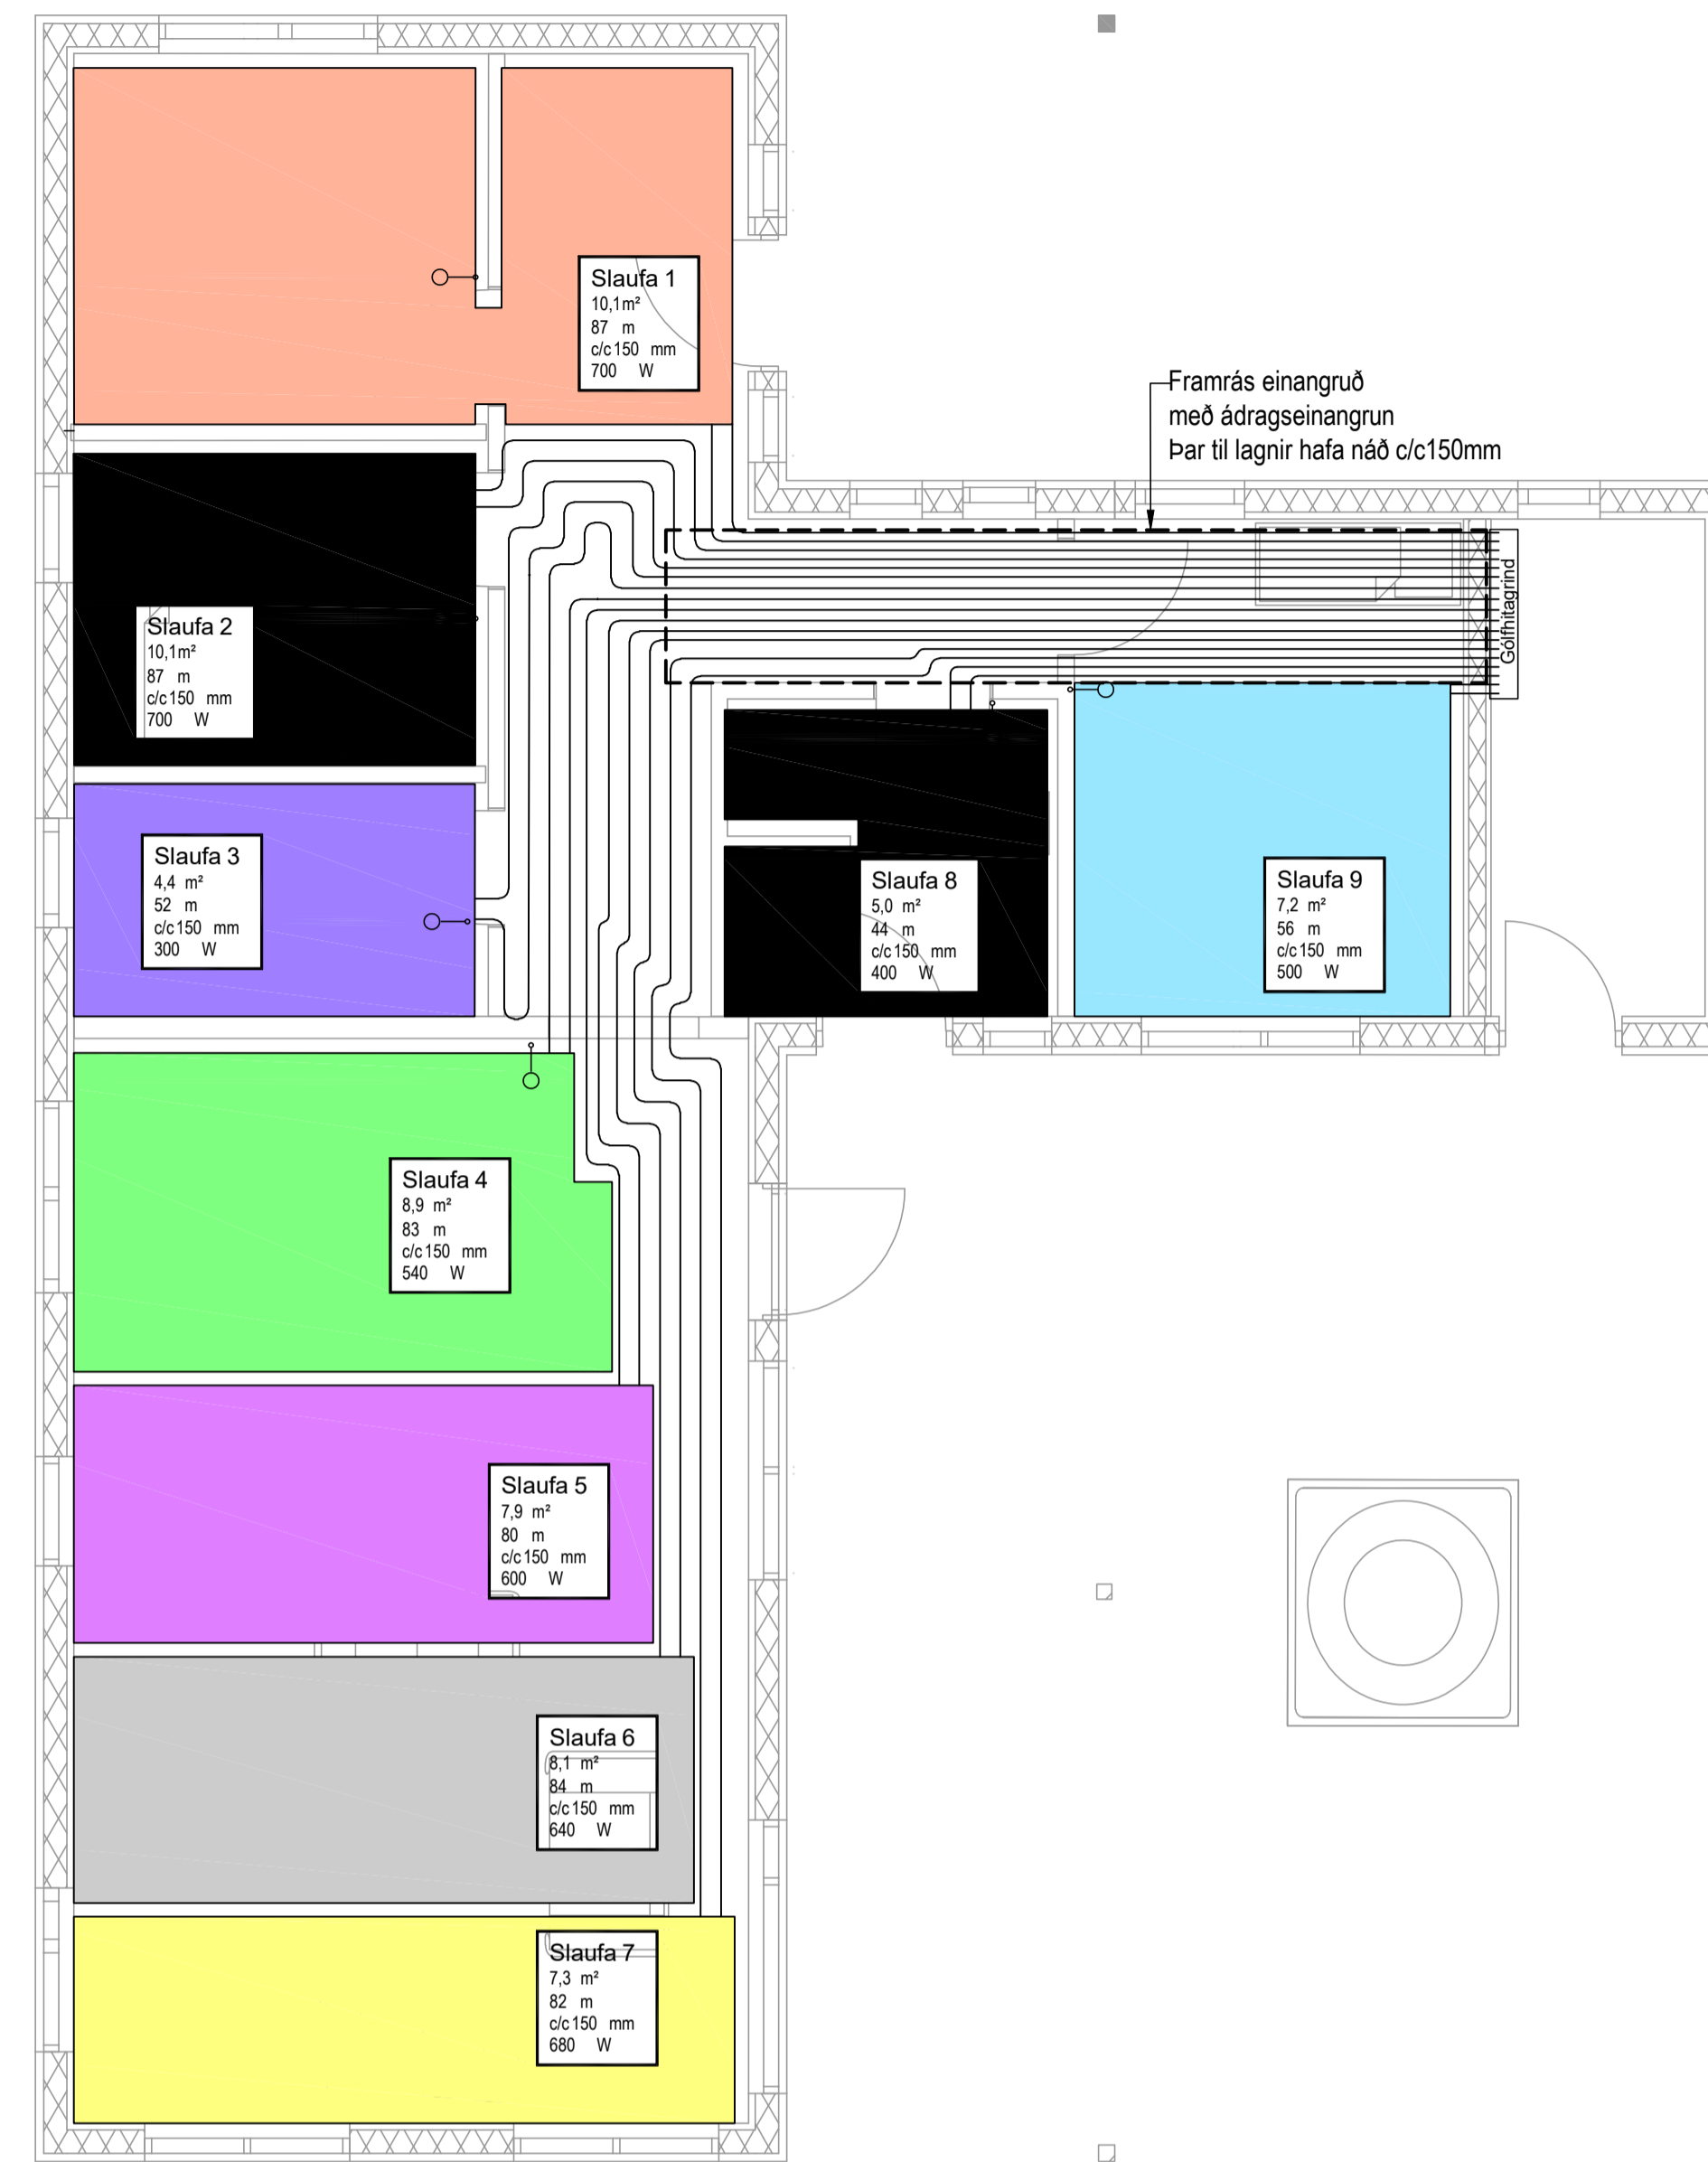 Slaufa 1
10,1m²
87 m
c/c 150 mm
700 W
Framrás einangruð
með ádragseinangrun
Þar til lagnir hafa náð c/c150mm
Gólfhitagrind
Slaufa 2
10,1m²
87 m
c/c 150 mm
700 W
Slaufa 3
4,4 m²
52 m
c/c 150 mm
300 W
Slaufa 8
5,0 m²
44 m
c/c 150 mm
400 W
Slaufa 9
7,2 m²
56 m
c/c 150 mm
500 W
Slaufa 4
8,9 m²
83 m
c/c 150 mm
540 W
Slaufa 5
7,9 m²
80 m
c/c 150 mm
600 W
Slaufa 6
8,1 m²
84 m
c/c 150 mm
640 W
Slaufa 7
7,3 m²
82 m
c/c 150 mm
680 W